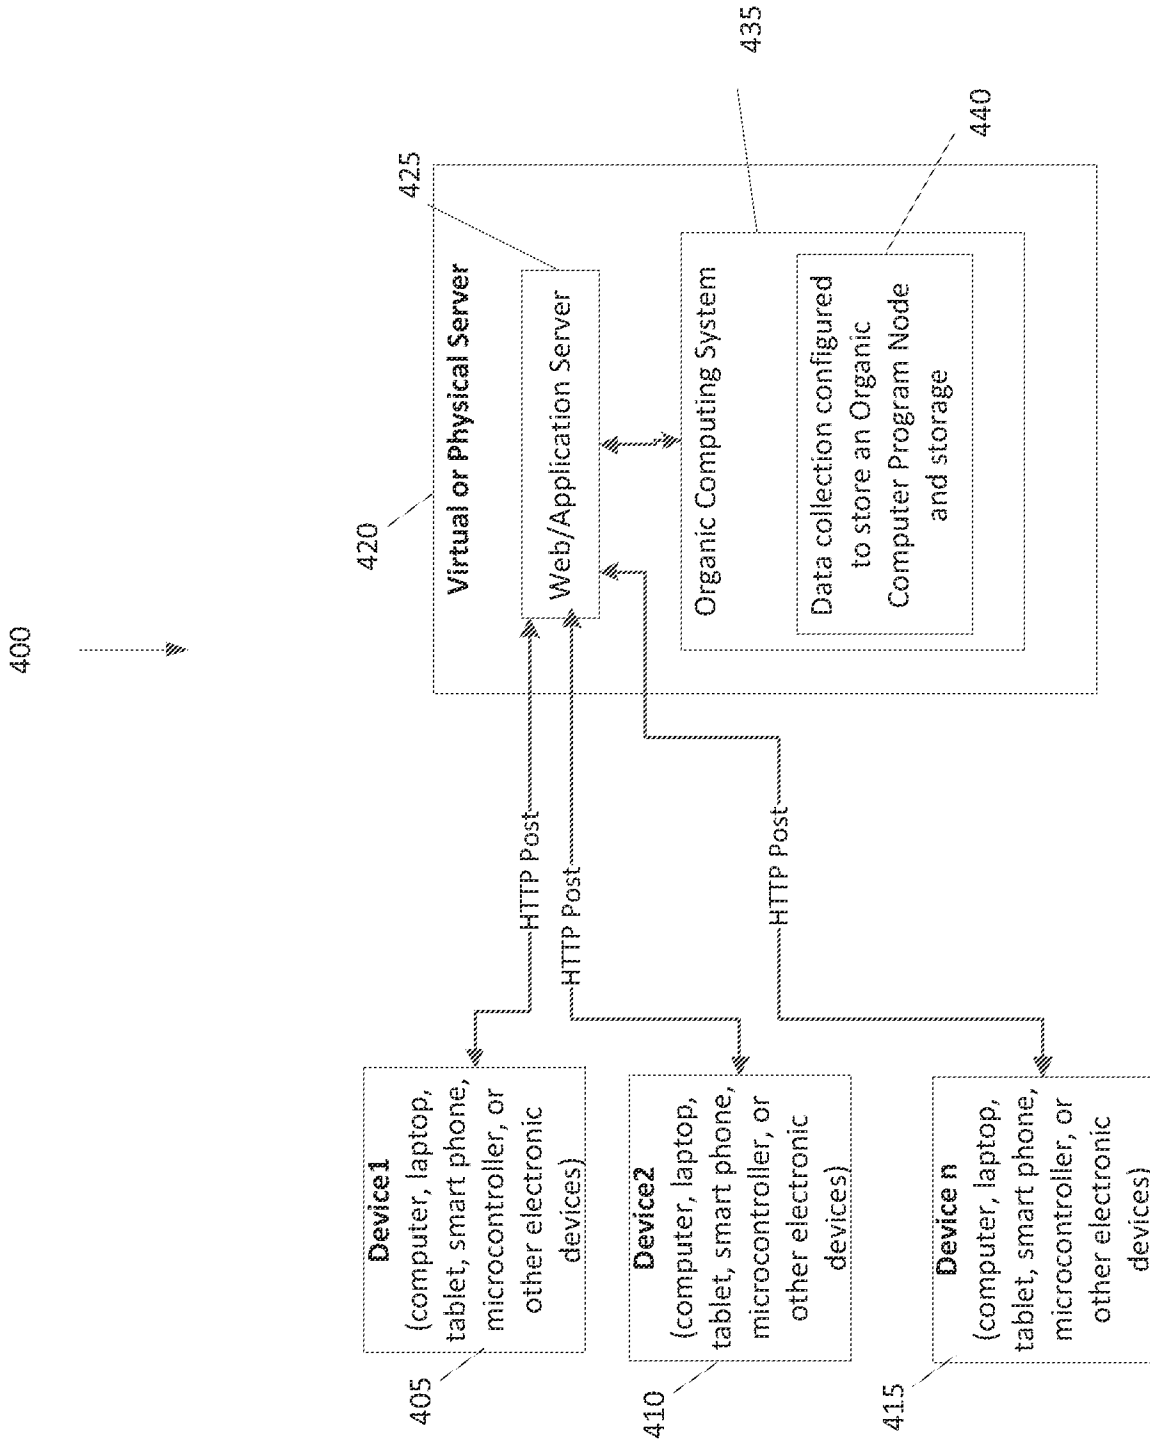 400
420
Virtual or Physical Server
425
Web/Application Server
Organic Computing System
435
Data collection configured
to store an Organic
Computer Program Node
and storage
440
HTTP Post
HTTP Post
HTTP Post
Device1
(computer, laptop,
tablet, smart phone,
microcontroller, or
other electronic
devices)
405
Device2
(computer, laptop,
tablet, smart phone,
microcontroller, or
other electronic
devices)
410
Device n
(computer, laptop,
tablet, smart phone,
microcontroller, or
other electronic
devices)
415